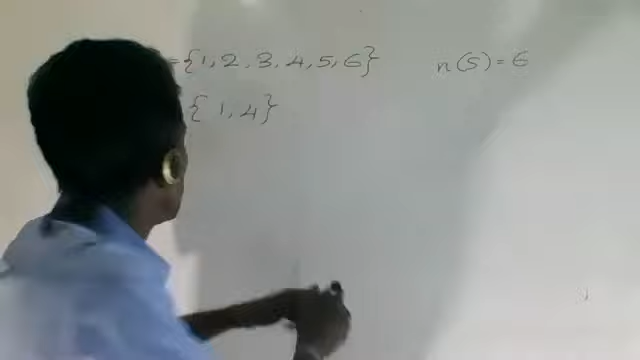 = {1, 2, 3, 4, 5, 6} n(S) = 6
{1, 4}